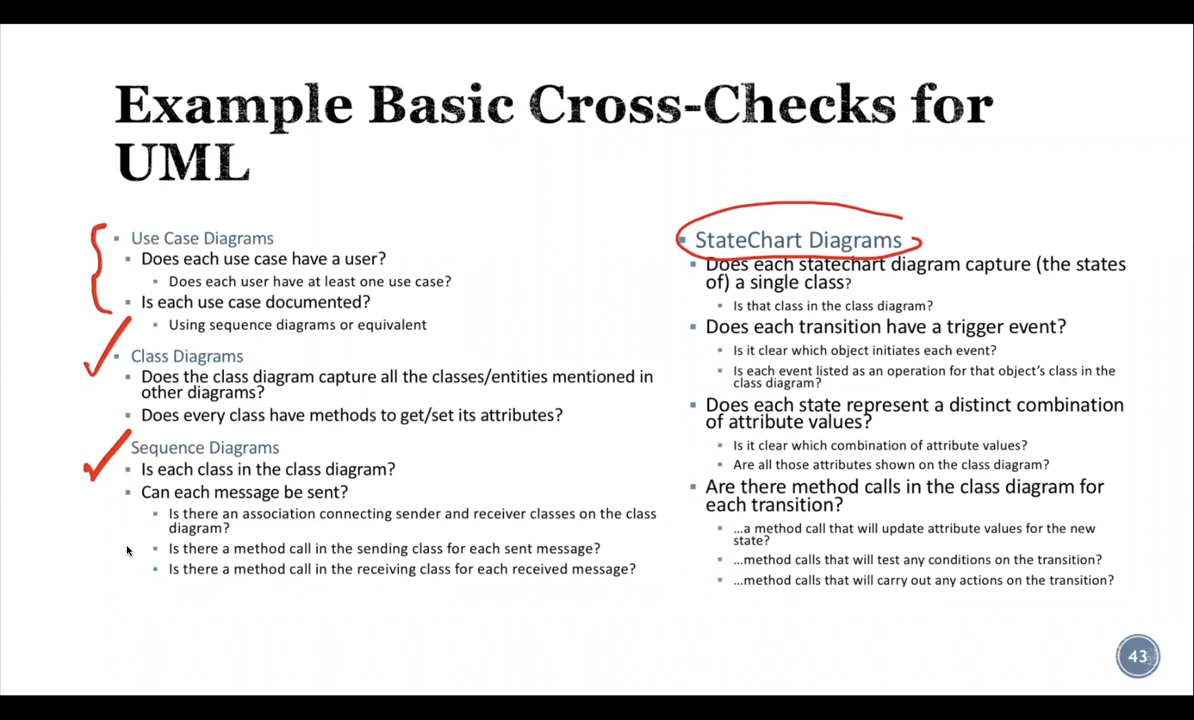 Example Basic Cross-Checks for
UML
Use Case Diagrams
Does each use case have a user?
Does each user have at least one use case?
Is each use case documented?
Using sequence diagrams or equivalent
Class Diagrams
Does the class diagram capture all the classes/entities mentioned in
other diagrams?
Does every class have methods to get/set its attributes?
Sequence Diagrams
Is each class in the class diagram?
Can each message be sent?
Is there an association connecting sender and receiver classes on the class
diagram?
Is there a method call in the sending class for each sent message?
Is there a method call in the receiving class for each received message?
StateChart Diagrams
Does each statechart diagram capture (the states
of) a single class?
Is that class in the class diagram?
Does each transition have a trigger event?
Is it clear which object initiates each event?
Is each event listed as an operation for that object's class in the
class diagram?
Does each state represent a distinct combination
of attribute values?
Is it clear which combination of attribute values?
Are all those attributes shown on the class diagram?
Are there method calls in the class diagram for
each transition?
...a method call that will update attribute values for the new
state?
...method calls that will test any conditions on the transition?
...method calls that will carry out any actions on the transition?
43